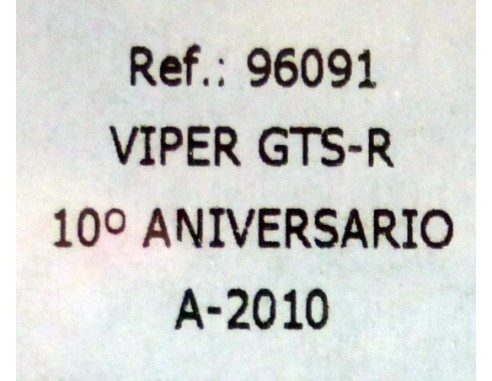 Ref.: 96091
VIPER GTS-R
10º ANIVERSARIO
A-2010